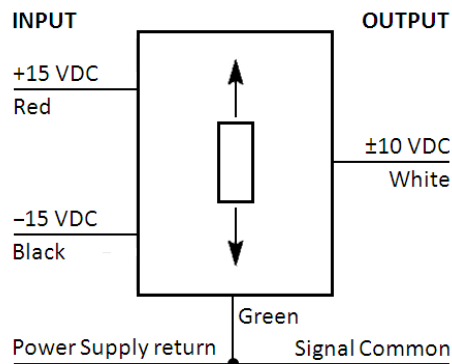 INPUT
OUTPUT
+15 VDC
Red
±10 VDC
White
−15 VDC
Black
Green
Power Supply return
Signal Common